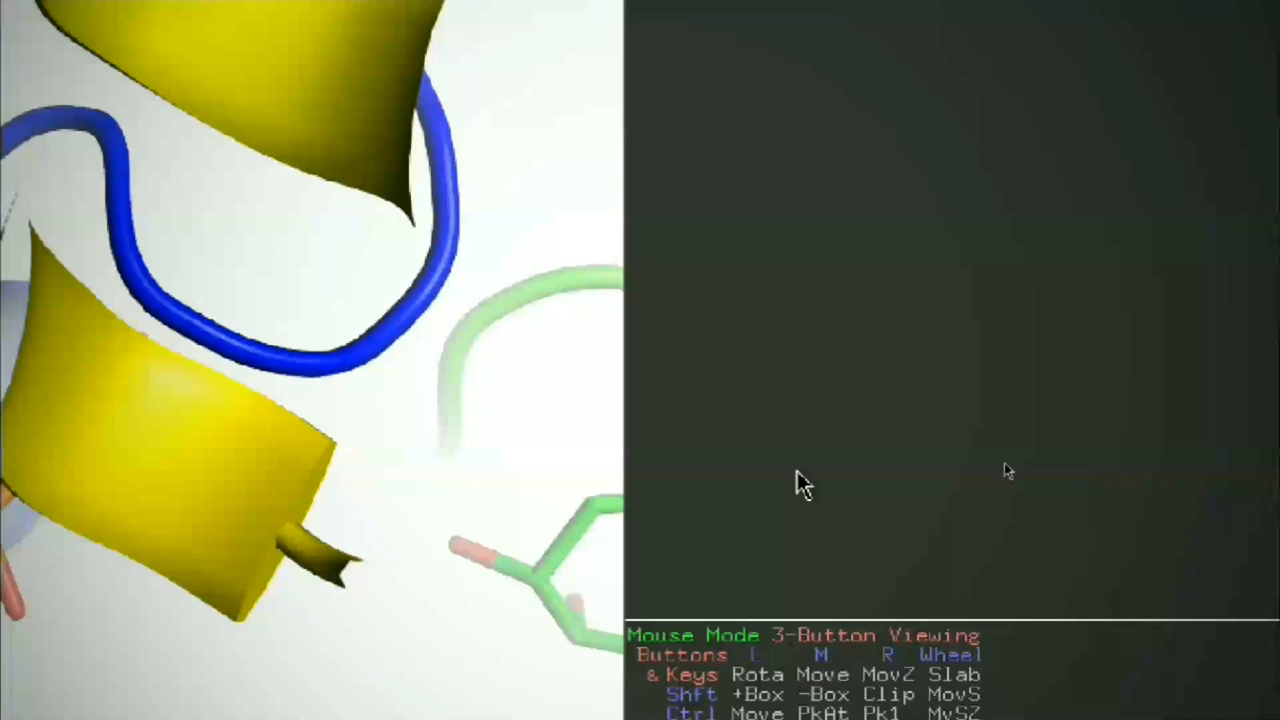 Mouse Mode 3-Button Viewing
Buttons L M R Wheel
& Keys Rota Move MovZ Slab
Shft +Box -Box Clip MovS
Ctrl Move PkAt Pk1 MvSZ